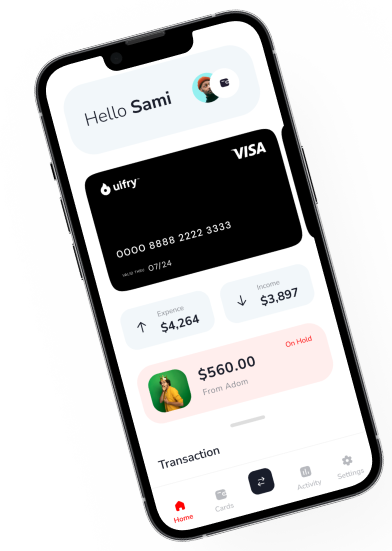 Hello Sami
VISA
uifry™
0000 8888 2222 3333
VALID THRU 07/24
Expence
$4,264
Income
$3,897
On Hold
$560.00
From Adom
Transaction
Home
Cards
Activity
Settings